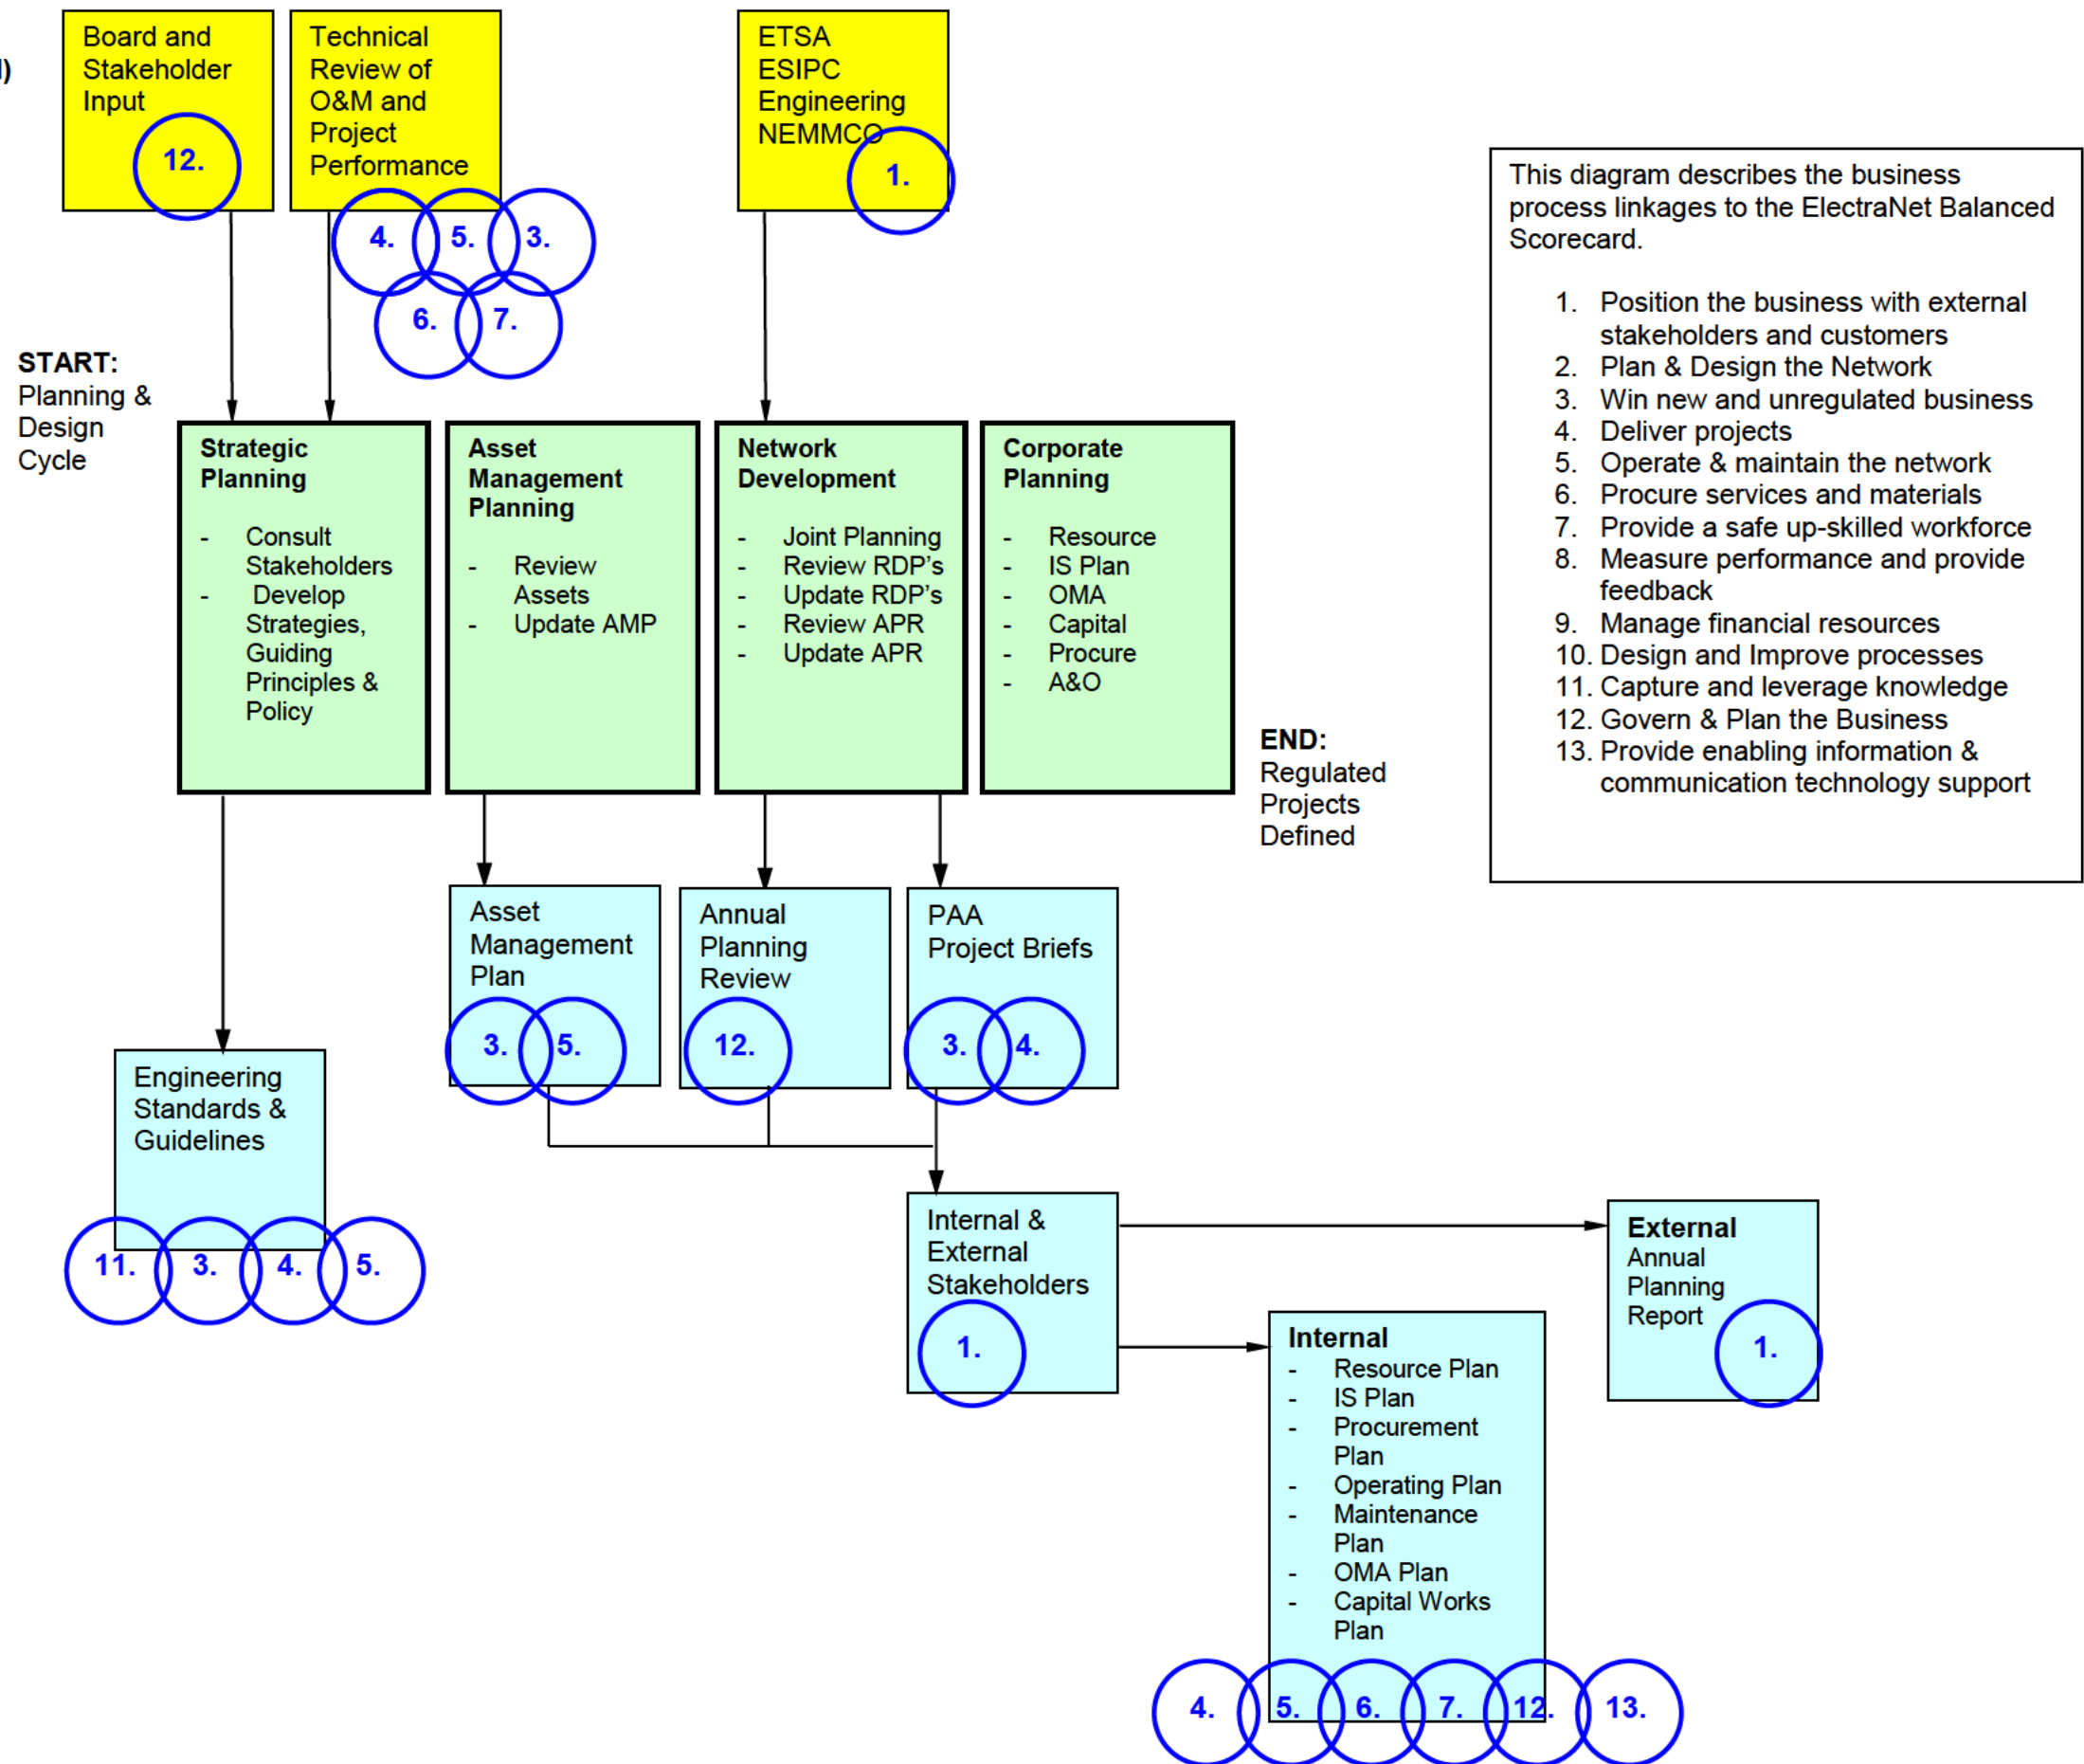 Board and
Stakeholder
Input
12.
Technical
Review of
O&M and
Project
Performance
4.
5.
3.
6.
7.
ETSA
ESIPC
Engineering
NEMMCO
1.
START:
Planning &
Design
Cycle
Strategic
Planning
- Consult
Stakeholders
- Develop
Strategies,
Guiding
Principles &
Policy
Asset
Management
Planning
- Review
Assets
- Update AMP
Network
Development
- Joint Planning
- Review RDP's
- Update RDP's
- Review APR
- Update APR
Corporate
Planning
- Resource
- IS Plan
- OMA
- Capital
- Procure
- A&O
END:
Regulated
Projects
Defined
This diagram describes the business
process linkages to the ElectraNet Balanced
Scorecard.
1. Position the business with external
stakeholders and customers
2. Plan & Design the Network
3. Win new and unregulated business
4. Deliver projects
5. Operate & maintain the network
6. Procure services and materials
7. Provide a safe up-skilled workforce
8. Measure performance and provide
feedback
9. Manage financial resources
10. Design and Improve processes
11. Capture and leverage knowledge
12. Govern & Plan the Business
13. Provide enabling information &
communication technology support
Asset
Management
Plan
3.
5.
Annual
Planning
Review
12.
PAA
Project Briefs
3.
4.
Engineering
Standards &
Guidelines
11.
3.
4.
5.
Internal &
External
Stakeholders
1.
External
Annual
Planning
Report
1.
Internal
- Resource Plan
- IS Plan
- Procurement
Plan
- Operating Plan
- Maintenance
Plan
- OMA Plan
- Capital Works
Plan
4.
5.
6.
7.
12.
13.